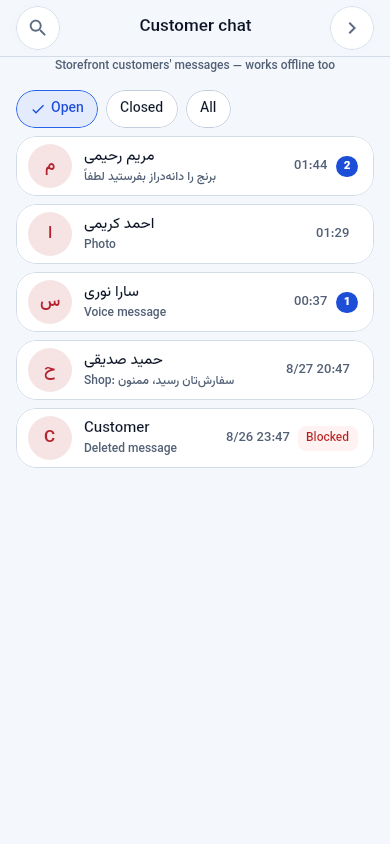 Customer chat
Storefront customers' messages — works offline too
Open
Closed
All
م
مریم رحیمی
برنج را دانه‌دراز بفرستید لطفاً
01:44
2
ا
احمد کریمی
Photo
01:29
س
سارا نوری
Voice message
00:37
1
ح
حمید صدیقی
Shop: سفارش‌تان رسید، ممنون
8/27 20:47
C
Customer
Deleted message
8/26 23:47
Blocked